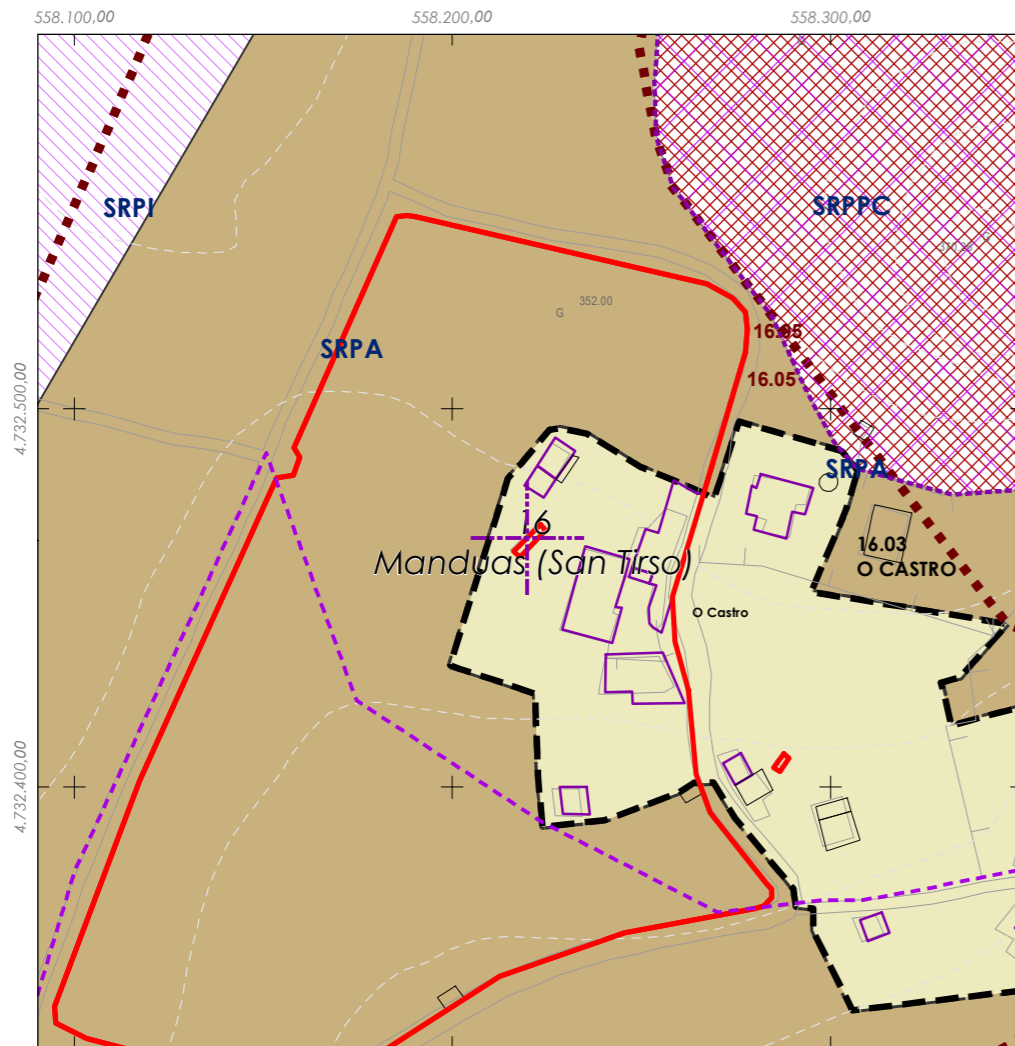 558.100,00
558.200,00
558.300,00
SRPI
SRPPC
370.25
G
352.00
G
16.05
SRPA
16.05
4.732.500,00
SRPA
16
16.03
Manduas (San Tirso)
O CASTRO
O Castro
4.732.400,00